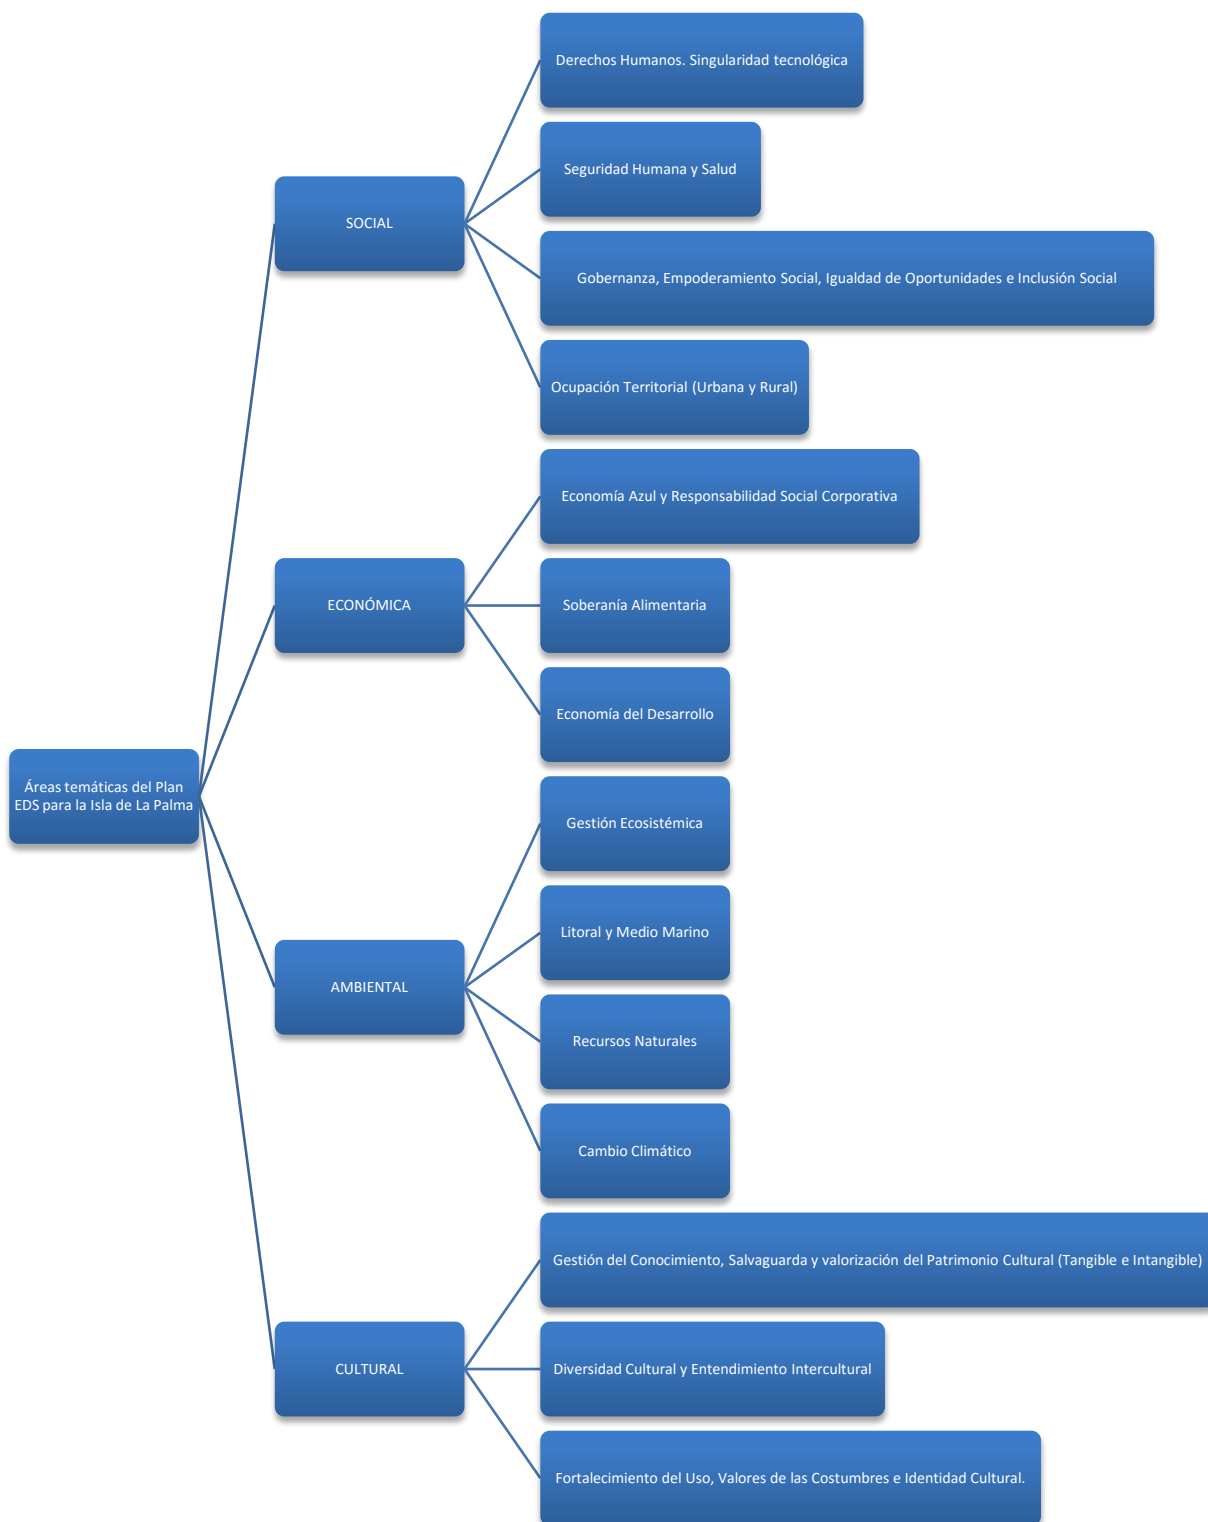 Áreas temáticas del Plan
EDS para la Isla de La Palma
SOCIAL
Derechos Humanos. Singularidad tecnológica
Seguridad Humana y Salud
Gobernanza, Empoderamiento Social, Igualdad de Oportunidades e Inclusión Social
Ocupación Territorial (Urbana y Rural)
ECONÓMICA
Economía Azul y Responsabilidad Social Corporativa
Soberanía Alimentaria
Economía del Desarrollo
AMBIENTAL
Gestión Ecosistémica
Litoral y Medio Marino
Recursos Naturales
Cambio Climático
CULTURAL
Gestión del Conocimiento, Salvaguarda y valorización del Patrimonio Cultural (Tangible e Intangible)
Diversidad Cultural y Entendimiento Intercultural
Fortalecimiento del Uso, Valores de las Costumbres e Identidad Cultural.